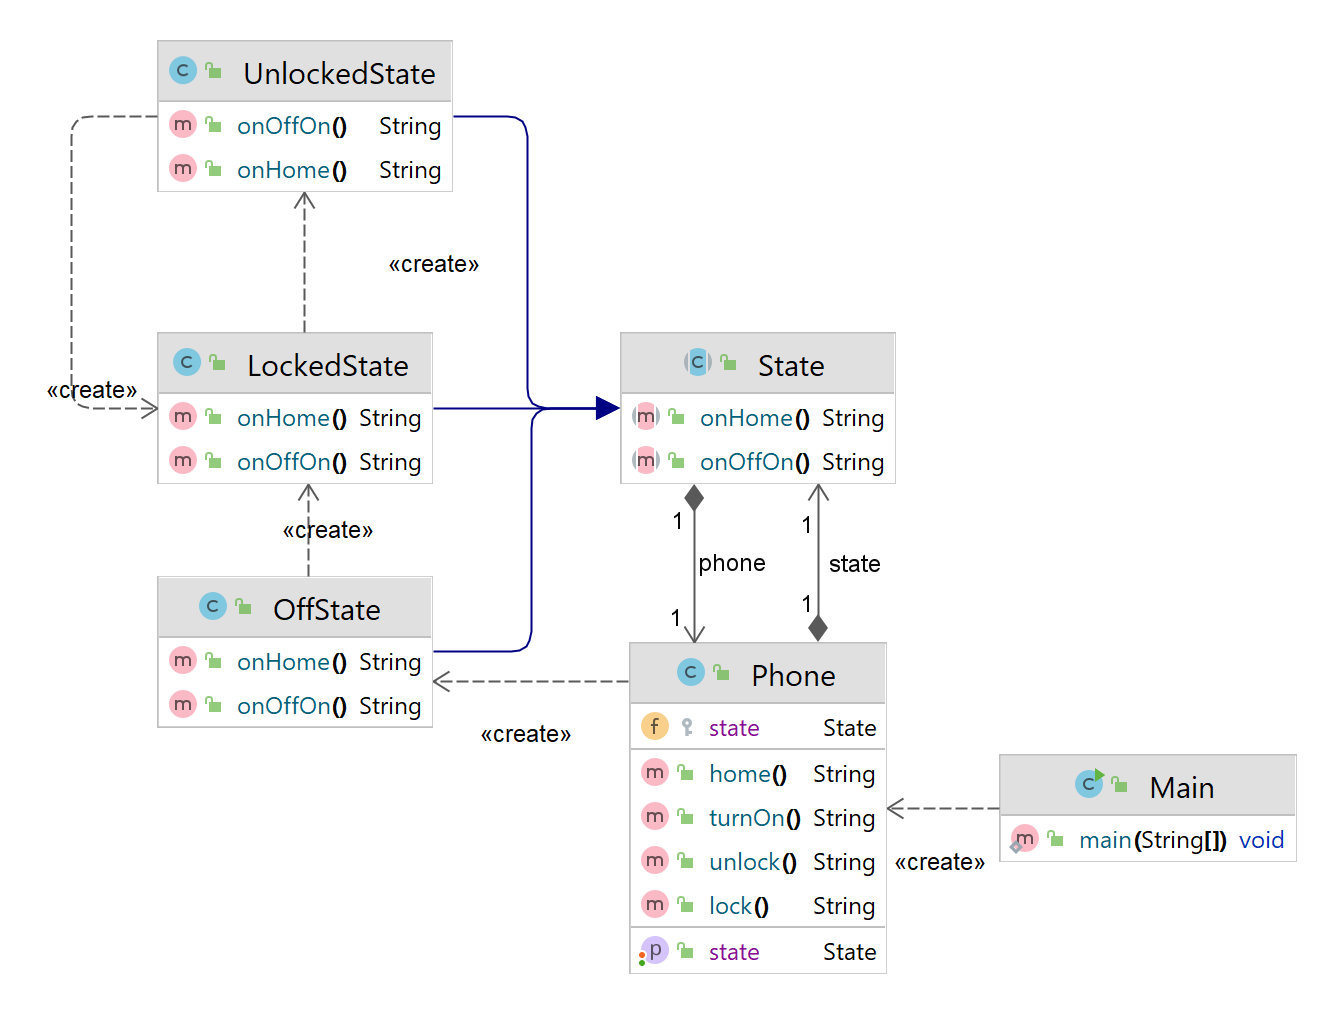 C UnlockedState
m onOffOn() String
m onHome() String
«create»
«create»
C LockedState
m onHome() String
m onOffOn() String
C State
m onHome() String
m onOffOn() String
«create»
1
1
phone
state
1
1
C OffState
m onHome() String
m onOffOn() String
«create»
C Phone
f state State
m home() String
m turnOn() String
m unlock() String
m lock() String
p state State
«create»
C Main
m main(String[]) void